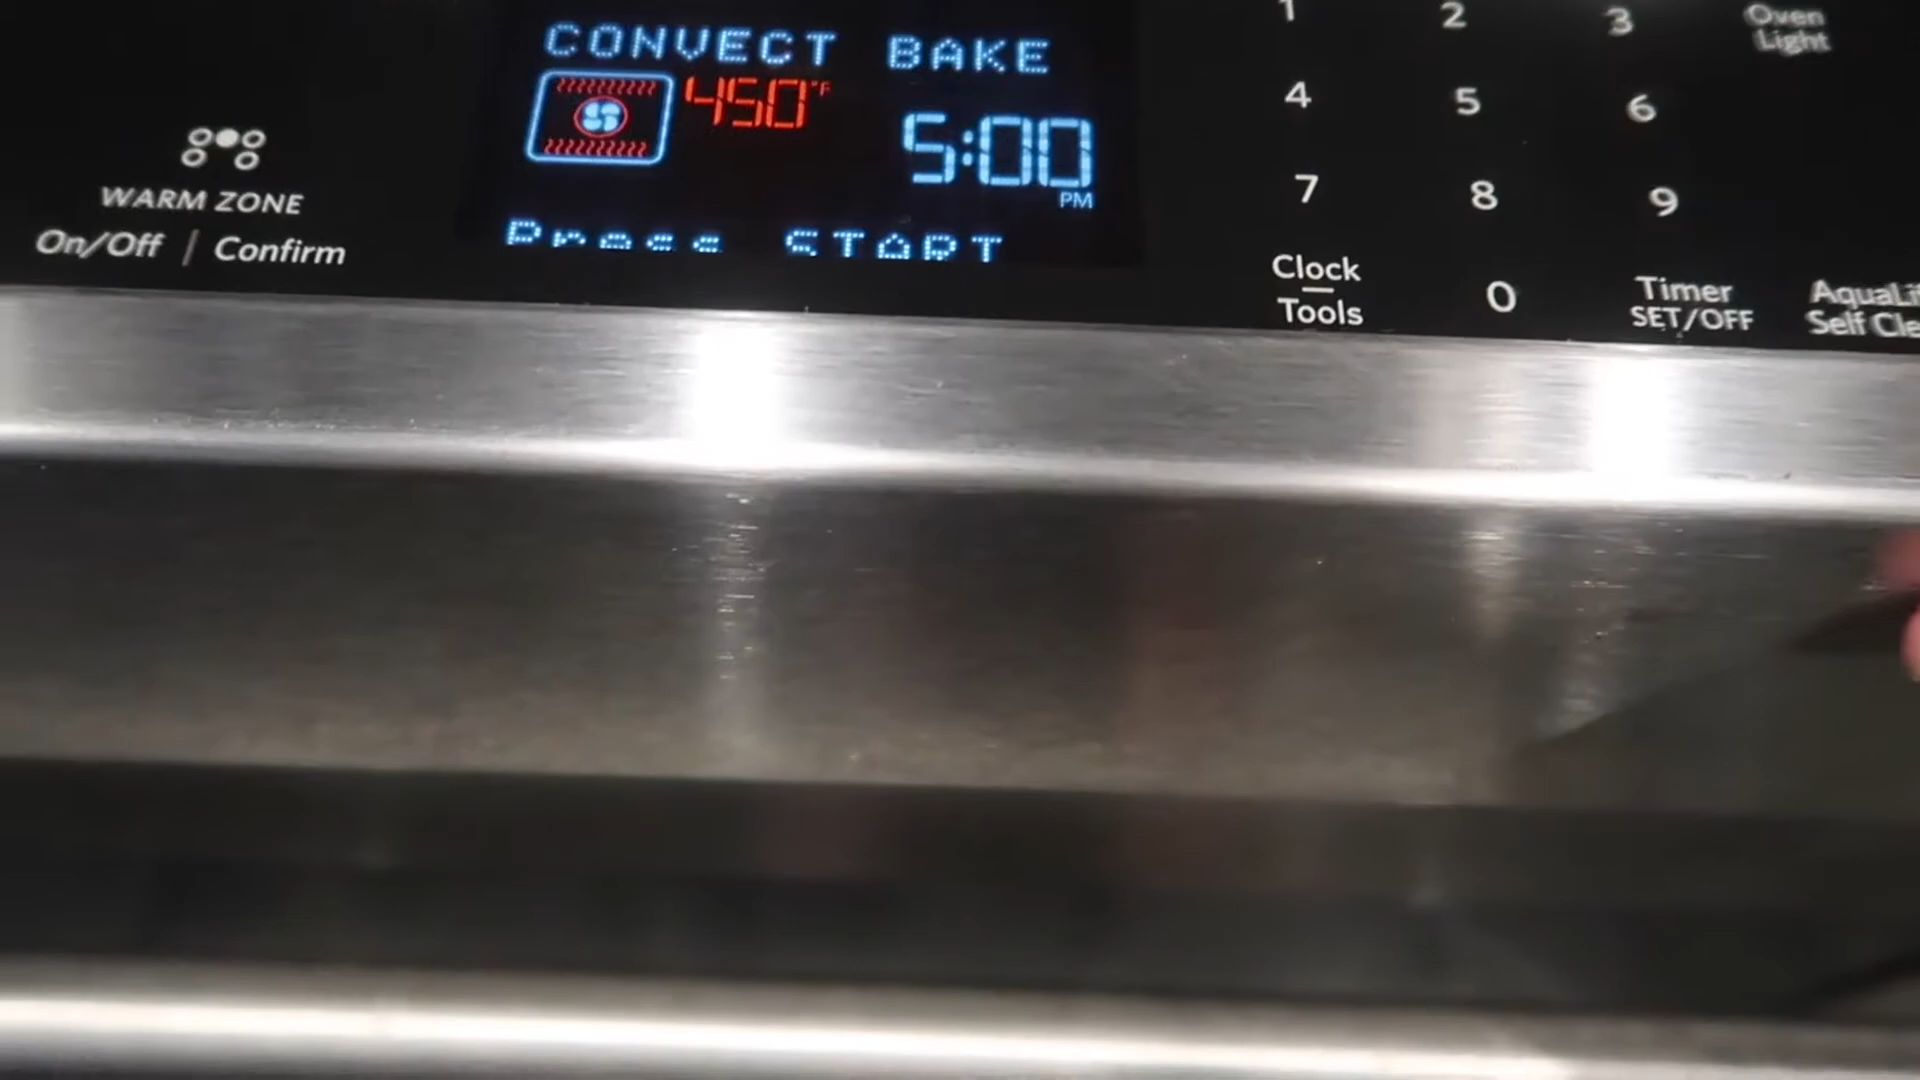 CONVECT BAKE
450°F
5:00
PM
Press START
WARM ZONE
On/Off | Confirm
1 2 3 Oven Light
4 5 6
7 8 9
Clock
Tools
0
Timer
SET/OFF
Self